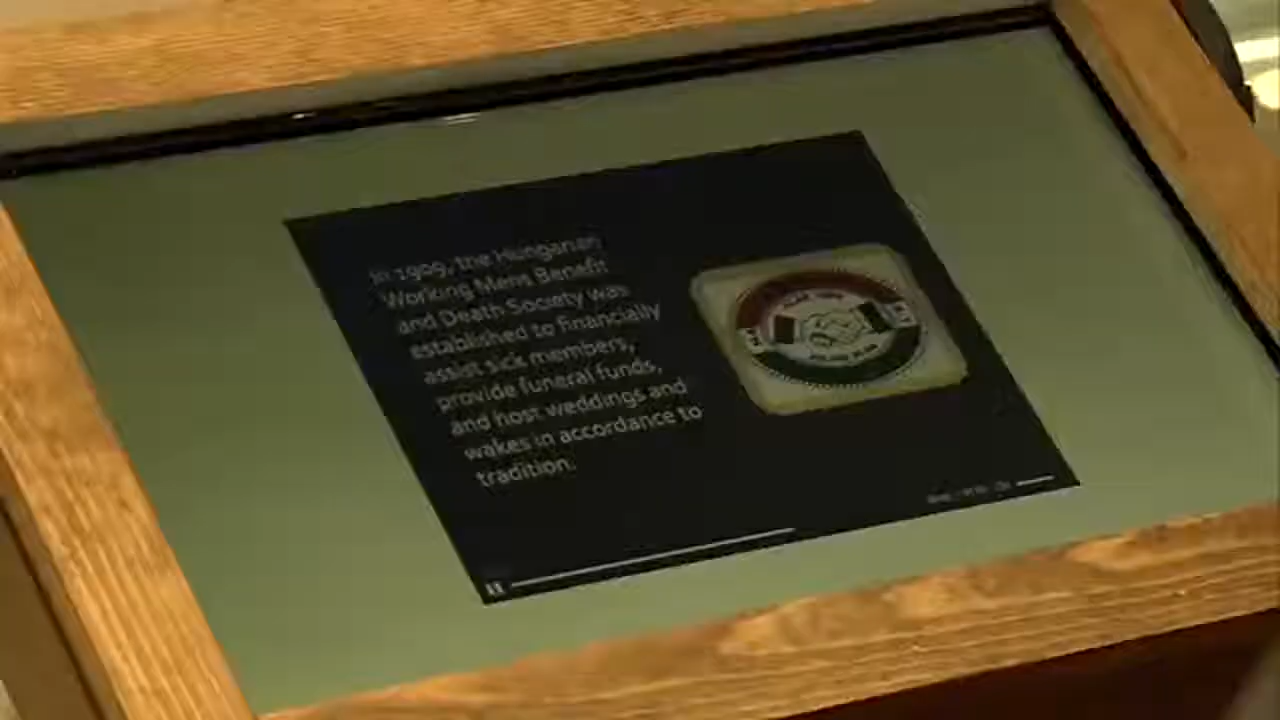 In 1909, the Hungarian
Working Mens Benefit
and Death Society was
established to financially
assist sick members,
provide funeral funds,
and host weddings and
wakes in accordance to
tradition.